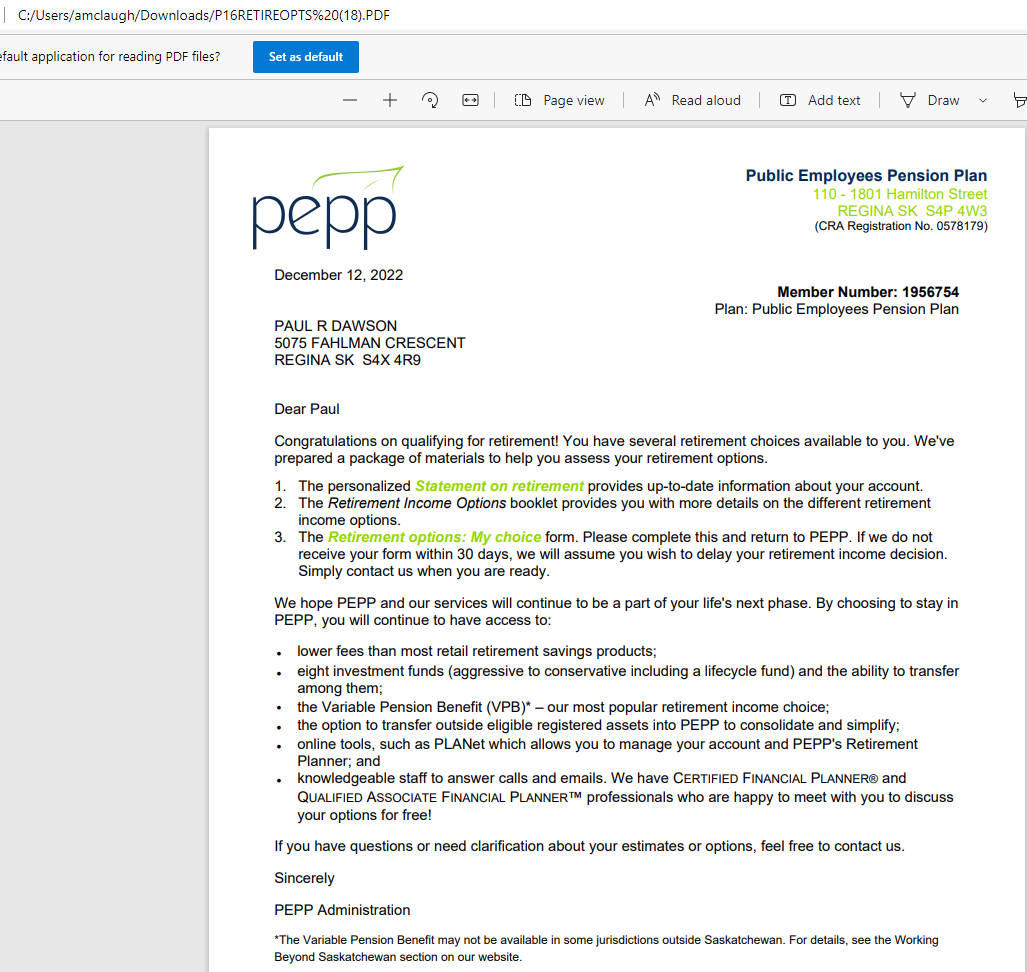 C:/Users/amclaugh/Downloads/P16RETIREOPTS%20(18).PDF
efault application for reading PDF files?
Set as default
Page view
Read aloud
Add text
Draw
pepp
Public Employees Pension Plan
110 - 1801 Hamilton Street
REGINA SK S4P 4W3
(CRA Registration No. 0578179)
December 12, 2022
Member Number: 1956754
Plan: Public Employees Pension Plan
PAUL R DAWSON
5075 FAHLMAN CRESCENT
REGINA SK S4X 4R9
Dear Paul
Congratulations on qualifying for retirement! You have several retirement choices available to you. We've
prepared a package of materials to help you assess your retirement options.
1. The personalized Statement on retirement provides up-to-date information about your account.
2. The Retirement Income Options booklet provides you with more details on the different retirement
income options.
3. The Retirement options: My choice form. Please complete this and return to PEPP. If we do not
receive your form within 30 days, we will assume you wish to delay your retirement income decision.
Simply contact us when you are ready.
We hope PEPP and our services will continue to be a part of your life's next phase. By choosing to stay in
PEPP, you will continue to have access to:
• lower fees than most retail retirement savings products;
• eight investment funds (aggressive to conservative including a lifecycle fund) and the ability to transfer
among them;
• the Variable Pension Benefit (VPB)* – our most popular retirement income choice;
• the option to transfer outside eligible registered assets into PEPP to consolidate and simplify;
• online tools, such as PLANet which allows you to manage your account and PEPP's Retirement
Planner; and
• knowledgeable staff to answer calls and emails. We have CERTIFIED FINANCIAL PLANNER® and
QUALIFIED ASSOCIATE FINANCIAL PLANNER™ professionals who are happy to meet with you to discuss
your options for free!
If you have questions or need clarification about your estimates or options, feel free to contact us.
Sincerely
PEPP Administration
*The Variable Pension Benefit may not be available in some jurisdictions outside Saskatchewan. For details, see the Working
Beyond Saskatchewan section on our website.